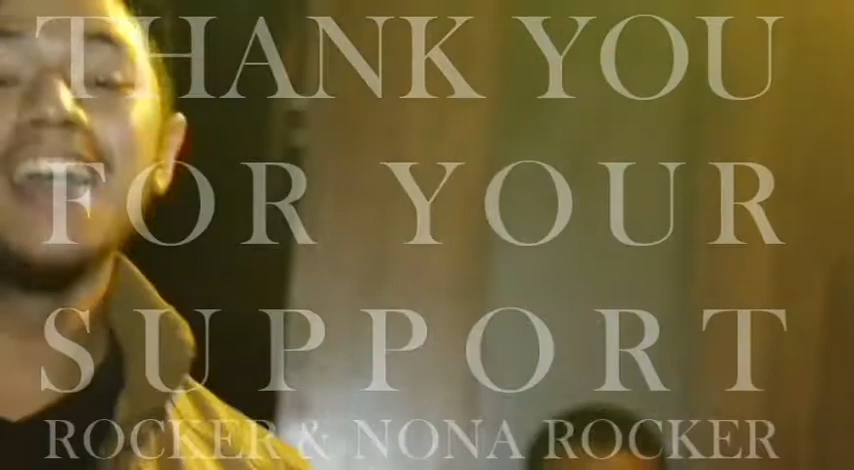 THANK YOU
FOR YOUR
SUPPORT
ROCKER & NONA ROCKER